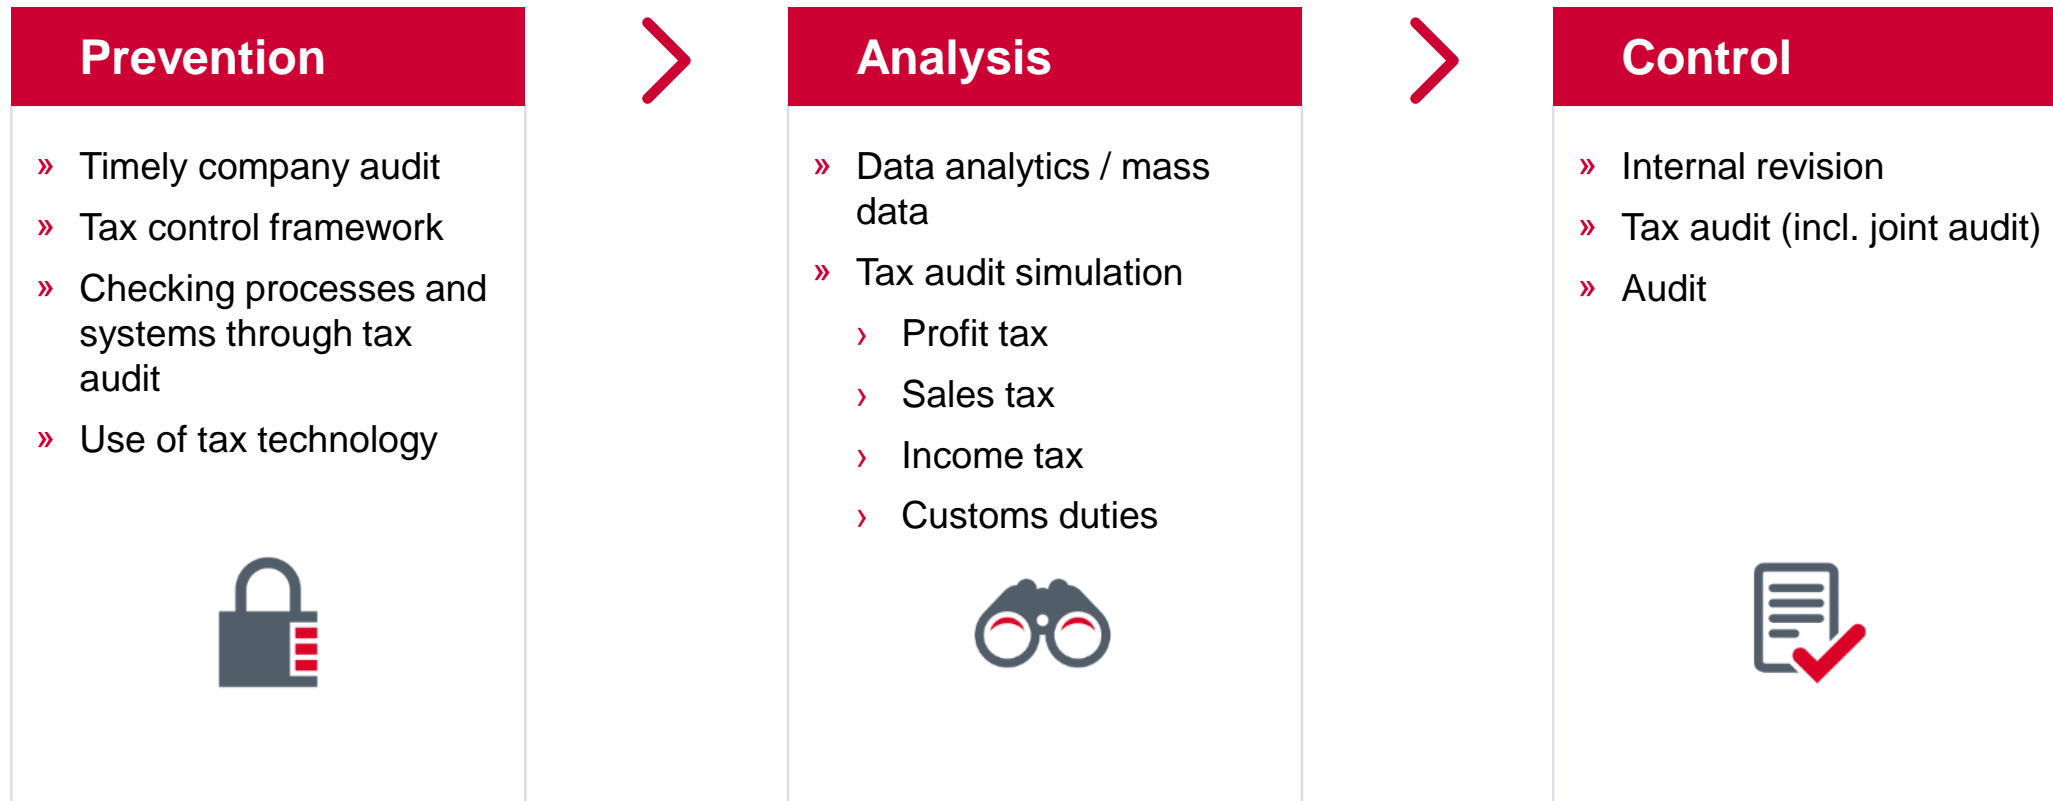 Prevention
» Timely company audit
» Tax control framework
» Checking processes and
systems through tax
audit
» Use of tax technology
Analysis
» Data analytics / mass
data
» Tax audit simulation
› Profit tax
› Sales tax
› Income tax
› Customs duties
Control
» Internal revision
» Tax audit (incl. joint audit)
» Audit